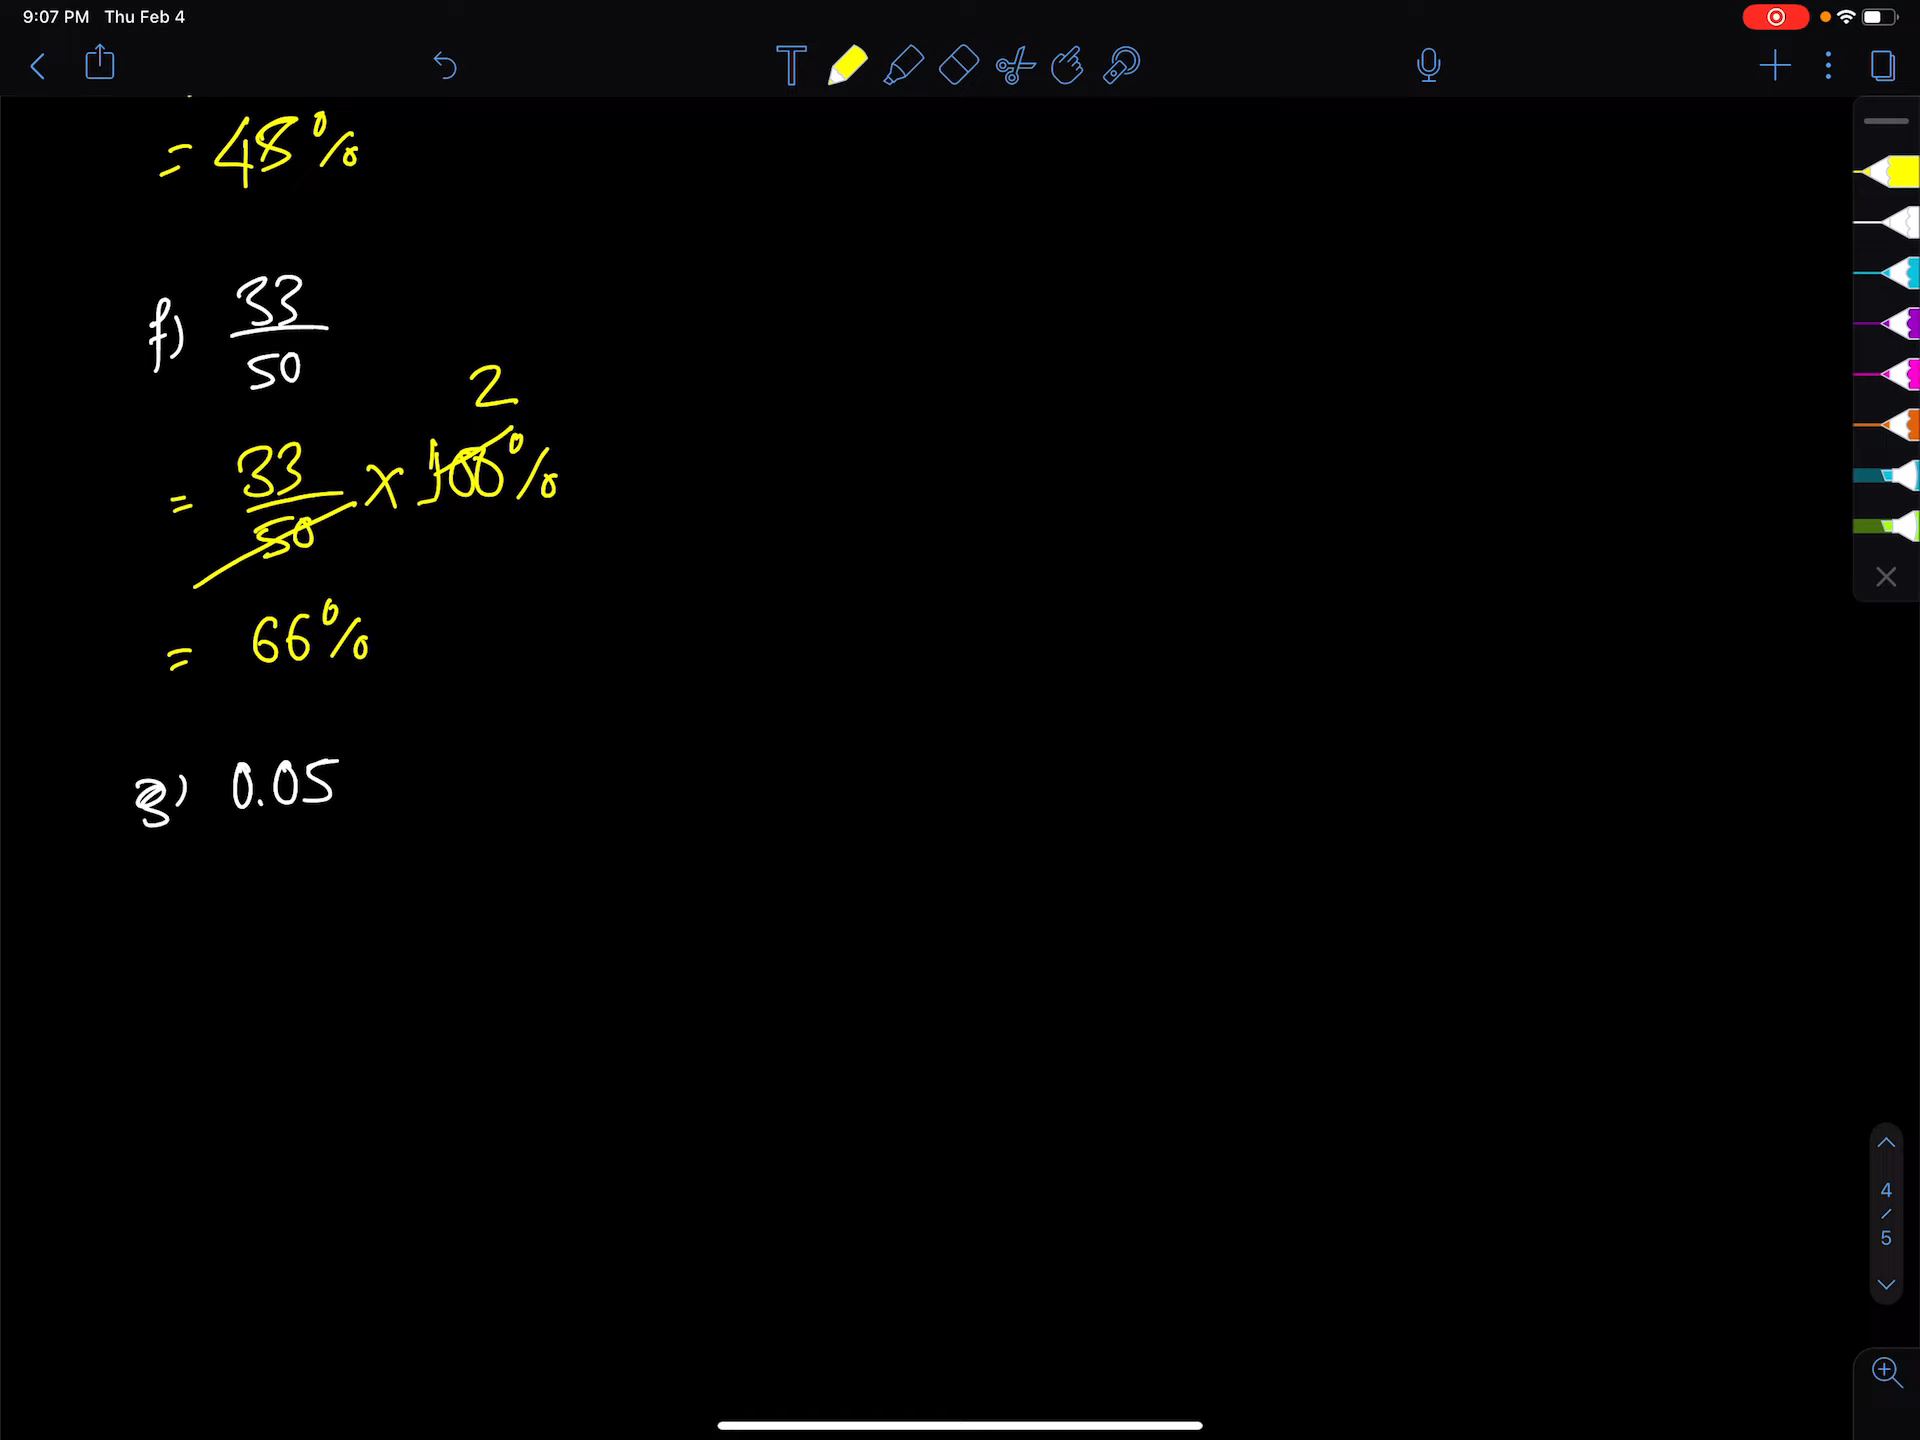 9:07 PM Thu Feb 4
T
= 48%
f) 33
50
2
= 33 x 100%
50
= 66%
g) 0.05
4
/
5